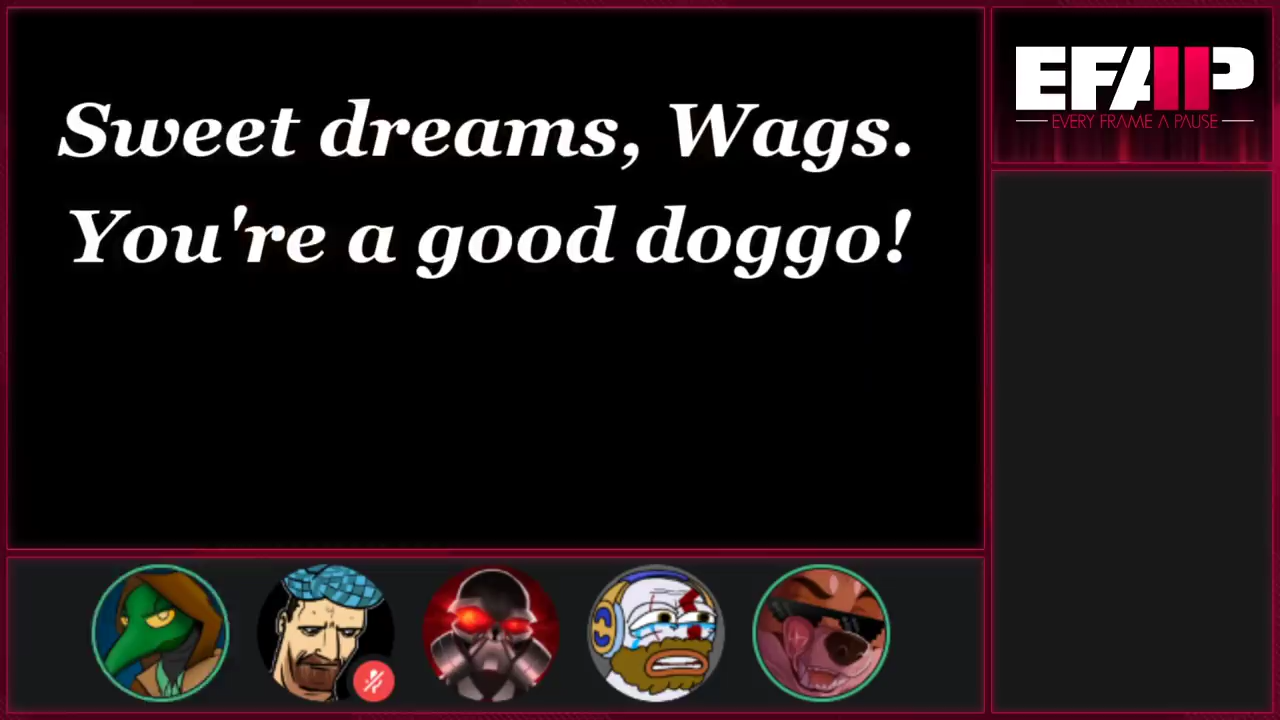 Sweet dreams, Wags.
You're a good doggo!
EFAP
EVERY FRAME A PAUSE